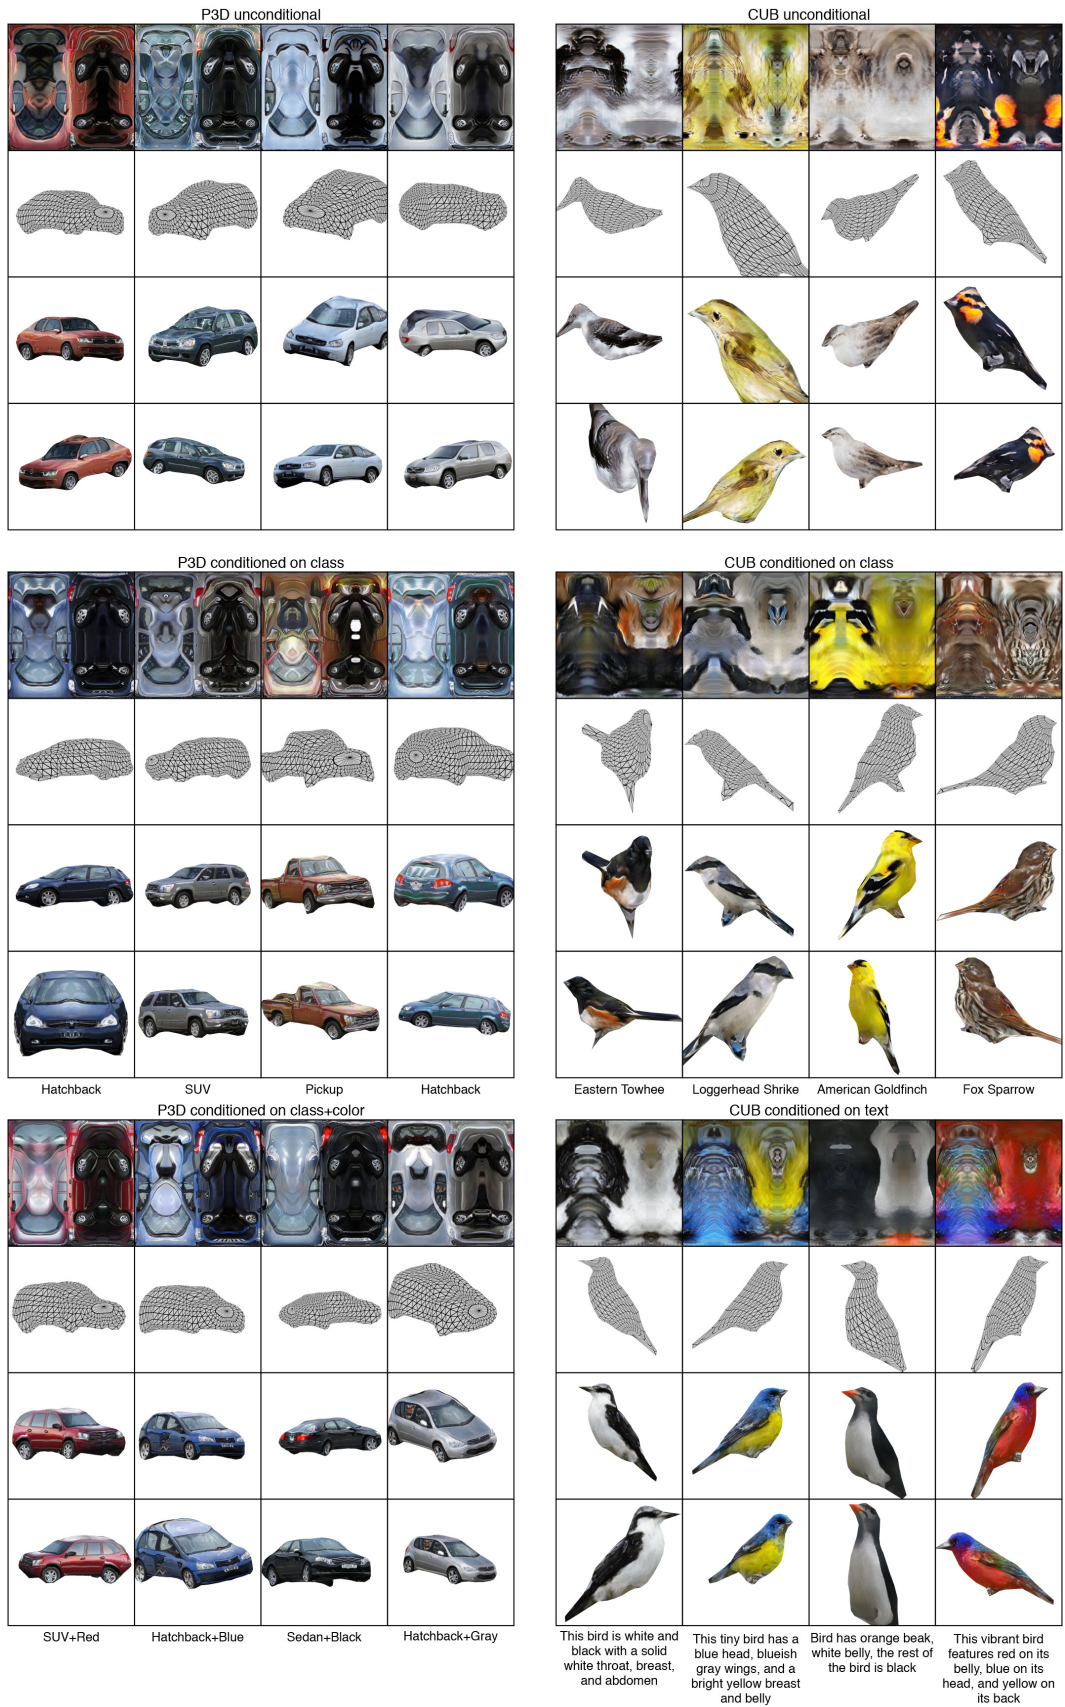 P3D unconditional
CUB unconditional
P3D conditioned on class
CUB conditioned on class
Hatchback
SUV
Pickup
Hatchback
Eastern Towhee
Loggerhead Shrike
American Goldfinch
Fox Sparrow
P3D conditioned on class+color
CUB conditioned on text
SUV+Red
Hatchback+Blue
Sedan+Black
Hatchback+Gray
This bird is white and
black with a solid
white throat, breast,
and abdomen
This tiny bird has a
blue head, blueish
gray wings, and a
bright yellow breast
and belly
Bird has orange beak,
white belly, the rest of
the bird is black
This vibrant bird
features red on its
belly, blue on its
head, and yellow on
its back